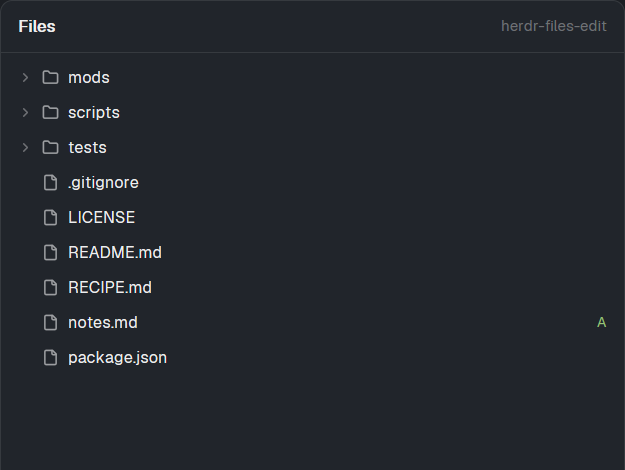 Files herdr-files-edit
mods
scripts
tests
.gitignore
LICENSE
README.md
RECIPE.md
notes.md A
package.json